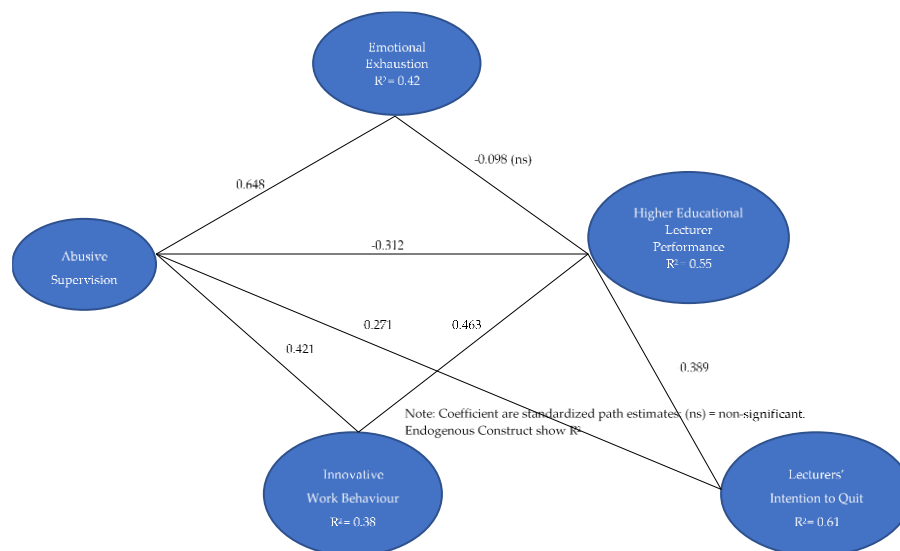 Emotional
Exhaustion
R² = 0.42
-0.098 (ns)
0.648
Higher Educational
Lecturer
Performance
R² = 0.55
-0.312
Abusive
Supervision
0.271
0.463
0.421
0.389
Note: Coefficient are standardized path estimates; (ns) = non-significant.
Endogenous Construct show R²
Innovative
Work Behaviour
R² = 0.38
Lecturers'
Intention to Quit
R² = 0.61